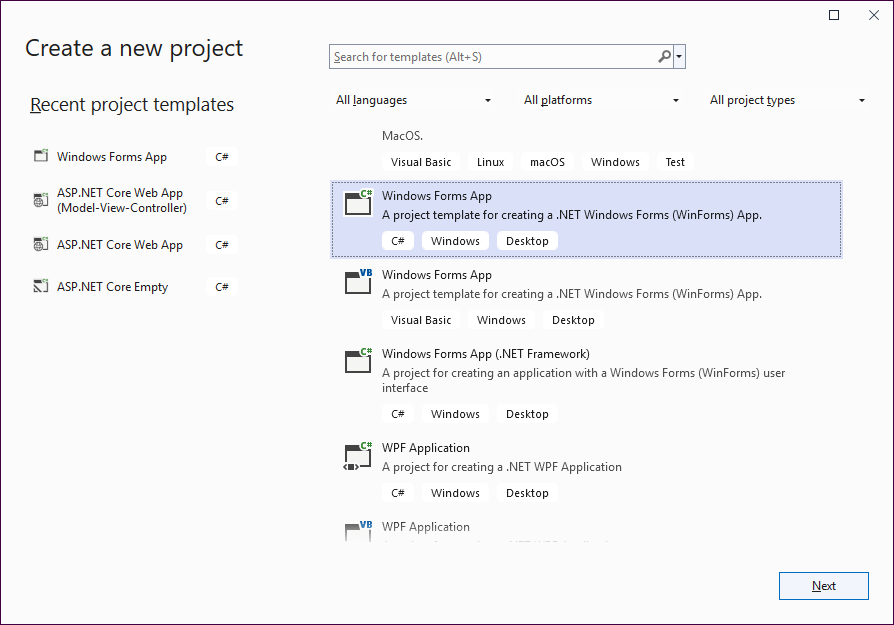 Create a new project
Search for templates (Alt+S)
Recent project templates
All languages
All platforms
All project types
Windows Forms App C#
ASP.NET Core Web App
(Model-View-Controller) C#
ASP.NET Core Web App C#
ASP.NET Core Empty C#
MacOS.
Visual Basic Linux macOS Windows Test
C#
Windows Forms App
A project template for creating a .NET Windows Forms (WinForms) App.
C# Windows Desktop
VB
Windows Forms App
A project template for creating a .NET Windows Forms (WinForms) App.
Visual Basic Windows Desktop
C#
Windows Forms App (.NET Framework)
A project for creating an application with a Windows Forms (WinForms) user
interface
C# Windows Desktop
C#
WPF Application
A project for creating a .NET WPF Application
C# Windows Desktop
VB
WPF Application
Next